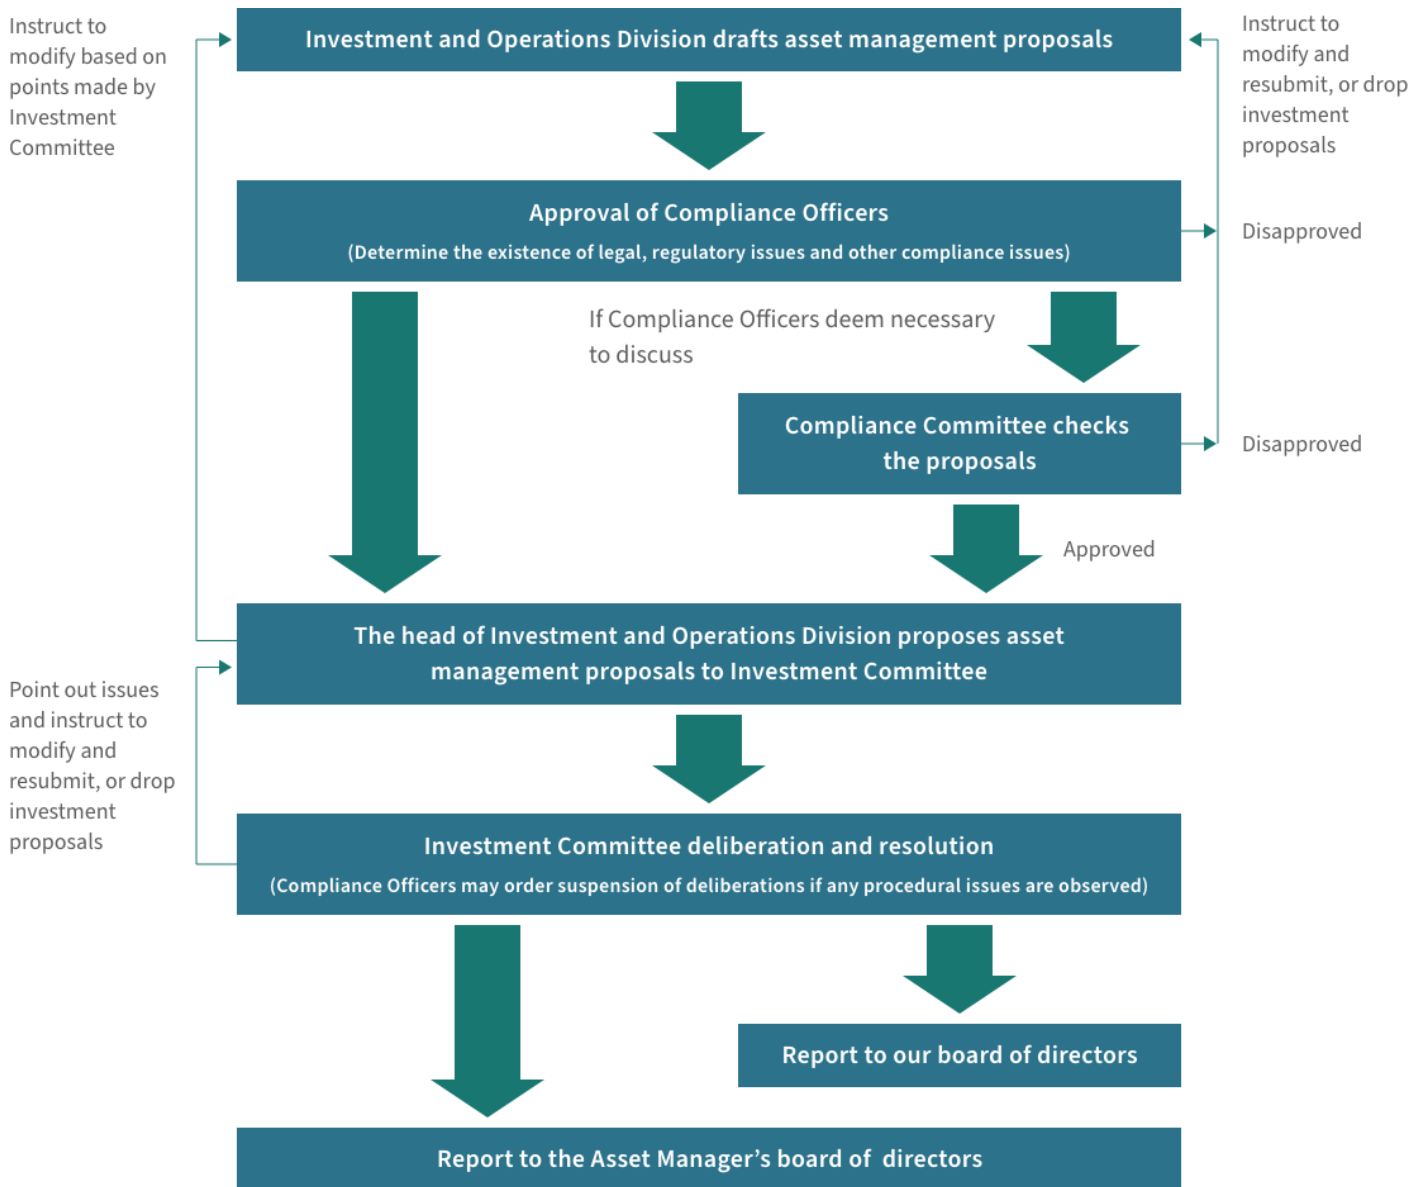 Instruct to
modify based on
points made by
Investment
Committee
Investment and Operations Division drafts asset management proposals
Instruct to
modify and
resubmit, or drop
investment
proposals
Approval of Compliance Officers
(Determine the existence of legal, regulatory issues and other compliance issues)
Disapproved
If Compliance Officers deem necessary
to discuss
Compliance Committee checks
the proposals
Disapproved
Approved
The head of Investment and Operations Division proposes asset
management proposals to Investment Committee
Point out issues
and instruct to
modify and
resubmit, or drop
investment
proposals
Investment Committee deliberation and resolution
(Compliance Officers may order suspension of deliberations if any procedural issues are observed)
Report to our board of directors
Report to the Asset Manager’s board of directors